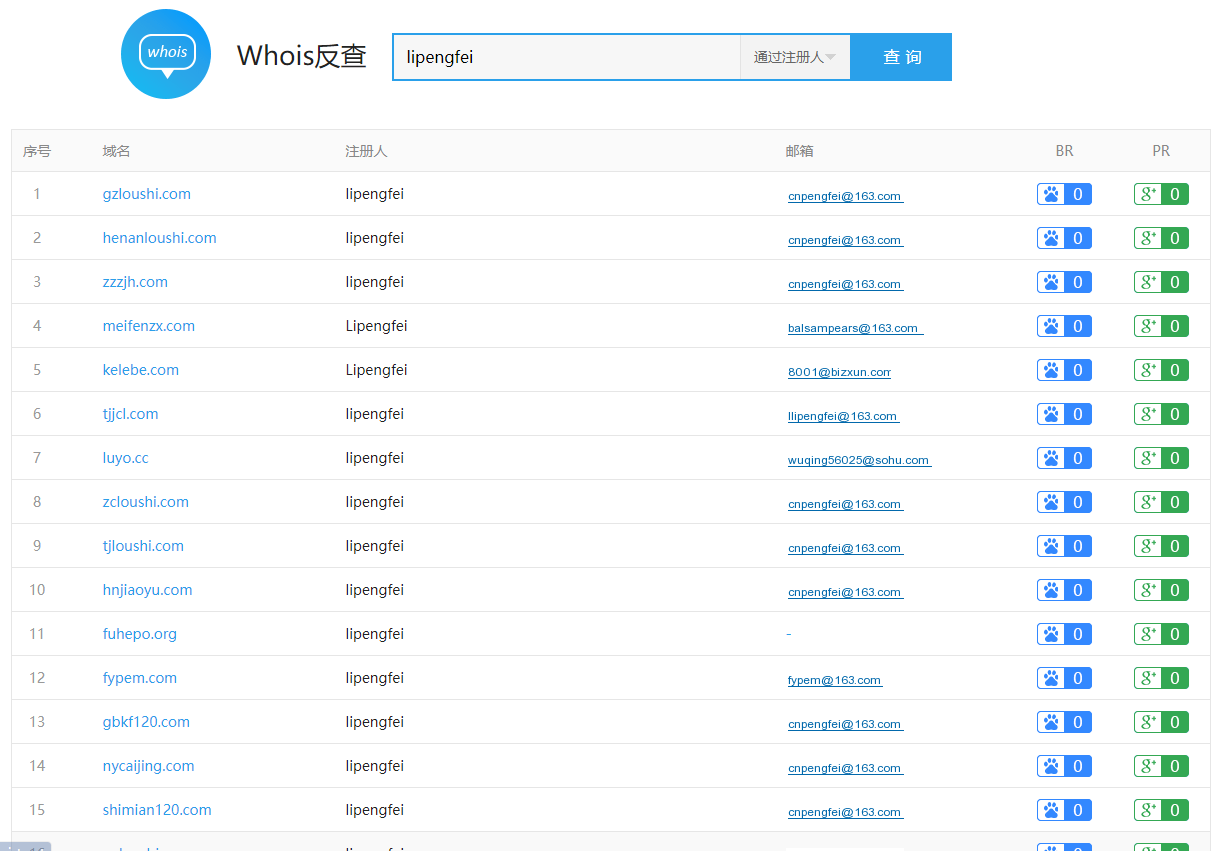 whois
Whois反查 lipengfei 通过注册人 查 询
序号 域名 注册人 邮箱 BR PR
1 gzloushi.com lipengfei cnpengfei@163.com 0 g+ 0
2 henanloushi.com lipengfei cnpengfei@163.com 0 g+ 0
3 zzzjh.com lipengfei cnpengfei@163.com 0 g+ 0
4 meifenzx.com Lipengfei balsampears@163.com 0 g+ 0
5 kelebe.com Lipengfei 8001@bizxun.com 0 g+ 0
6 tjjcl.com lipengfei llipengfei@163.com 0 g+ 0
7 luyo.cc lipengfei wuqing56025@sohu.com 0 g+ 0
8 zcloushi.com lipengfei cnpengfei@163.com 0 g+ 0
9 tjloushi.com lipengfei cnpengfei@163.com 0 g+ 0
10 hnjiaoyu.com lipengfei cnpengfei@163.com 0 g+ 0
11 fuhepo.org lipengfei - 0 g+ 0
12 fypem.com lipengfei fypem@163.com 0 g+ 0
13 gbkf120.com lipengfei cnpengfei@163.com 0 g+ 0
14 nycaijing.com lipengfei cnpengfei@163.com 0 g+ 0
15 shimian120.com lipengfei cnpengfei@163.com 0 g+ 0